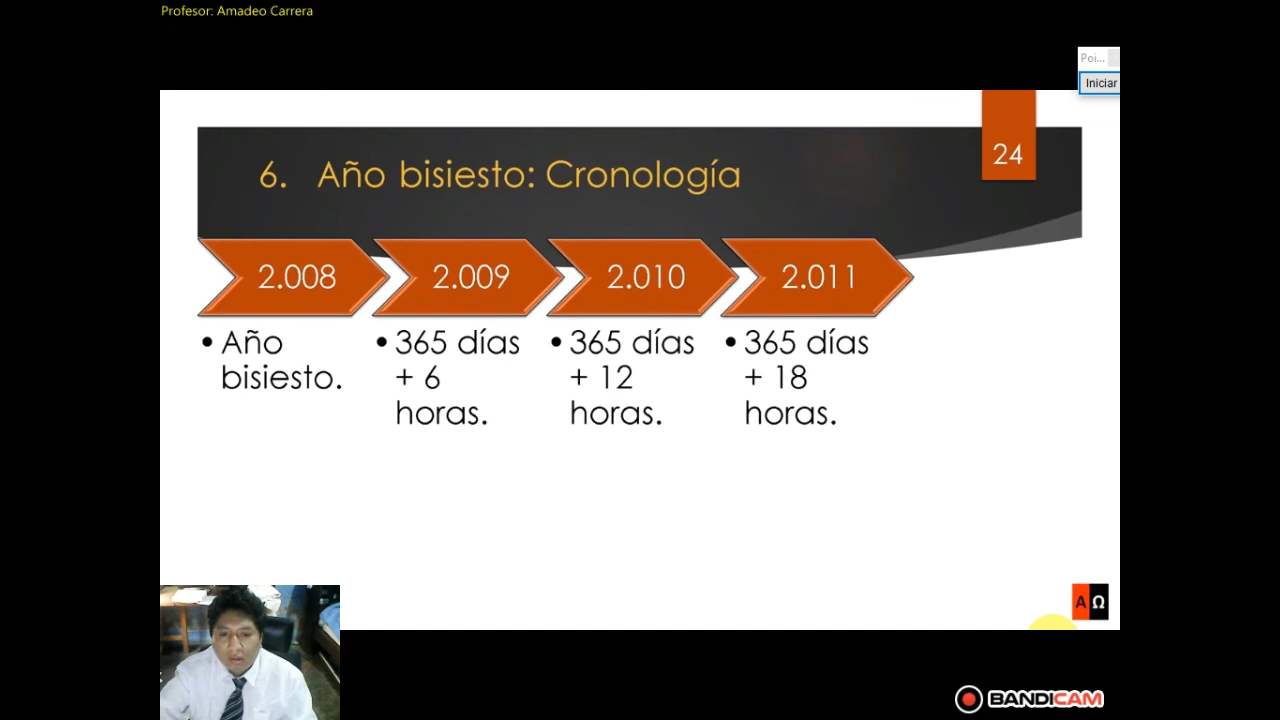 Profesor: Amadeo Carrera
Poi...
Iniciar
24
6. Año bisiesto: Cronología
2.008
2.009
2.010
2.011
• Año
bisiesto.
• 365 días
+ 6
horas.
• 365 días
+ 12
horas.
• 365 días
+ 18
horas.
A Ω
BANDICAM